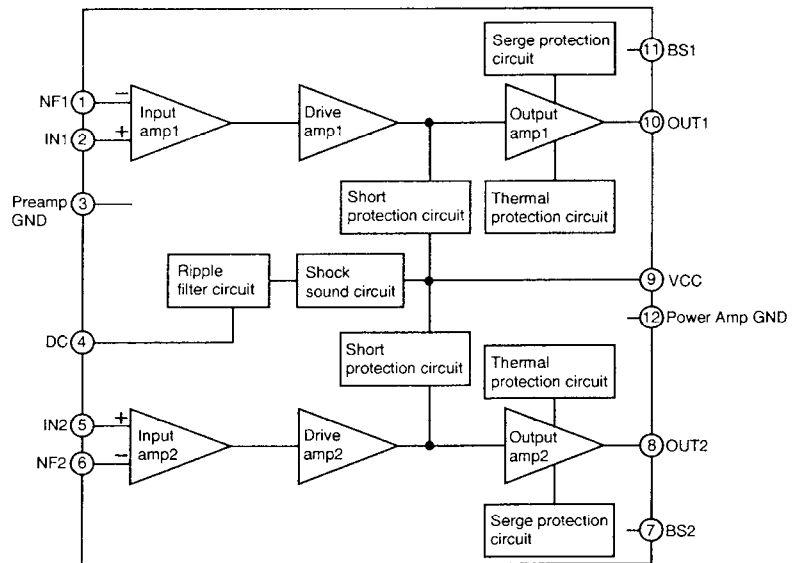 Serge protection
circuit
11 BS1
NF1 1 −
Input
amp1
Drive
amp1
Output
amp1
10 OUT1
IN1 2 +
Preamp
GND
3
Short
protection circuit
Thermal
protection circuit
Ripple
filter circuit
Shock
sound circuit
9 VCC
12 Power Amp GND
DC 4
Short
protection circuit
Thermal
protection circuit
IN2 5 +
Input
amp2
Drive
amp2
Output
amp2
8 OUT2
NF2 6 −
Serge protection
circuit
7 BS2